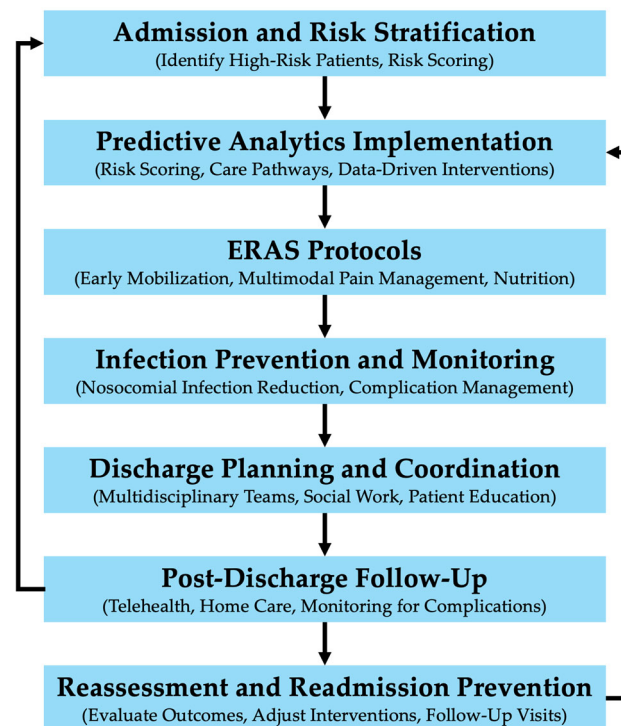 Admission and Risk Stratification
(Identify High-Risk Patients, Risk Scoring)
Predictive Analytics Implementation
(Risk Scoring, Care Pathways, Data-Driven Interventions)
ERAS Protocols
(Early Mobilization, Multimodal Pain Management, Nutrition)
Infection Prevention and Monitoring
(Nosocomial Infection Reduction, Complication Management)
Discharge Planning and Coordination
(Multidisciplinary Teams, Social Work, Patient Education)
Post-Discharge Follow-Up
(Telehealth, Home Care, Monitoring for Complications)
Reassessment and Readmission Prevention
(Evaluate Outcomes, Adjust Interventions, Follow-Up Visits)